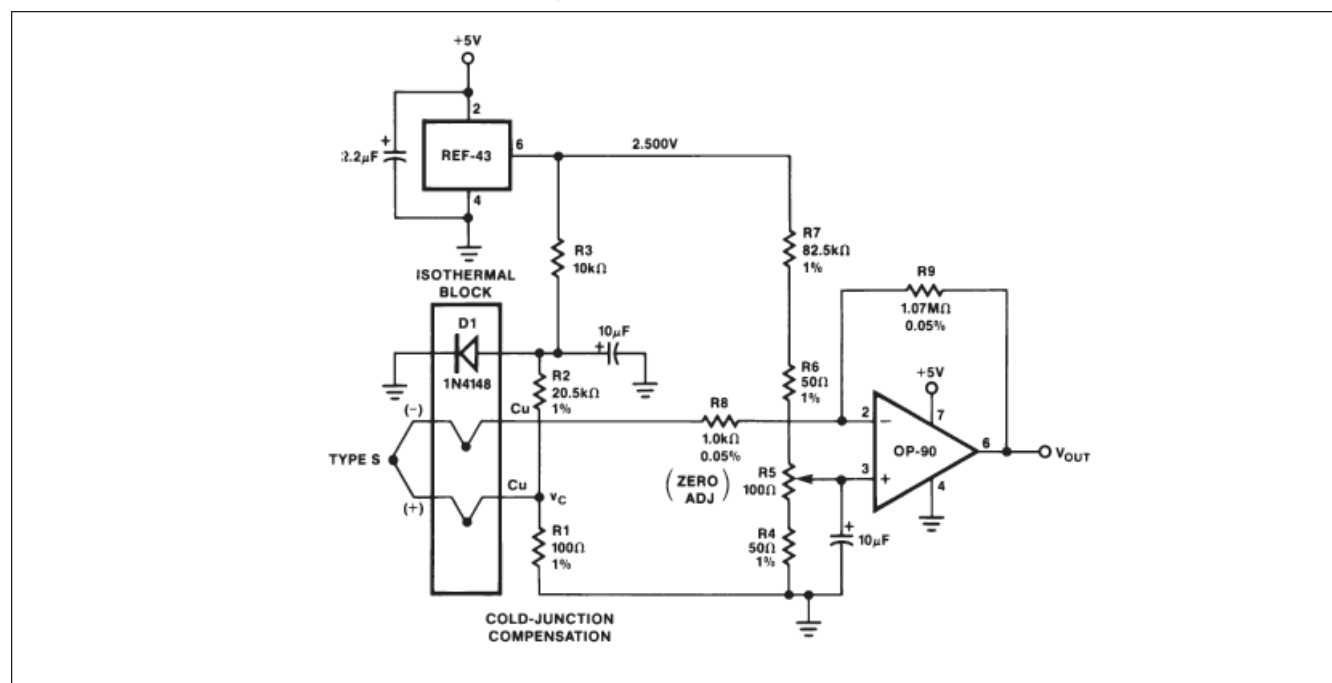 +5V
2
2.2μF
+
REF-43
6
2.500V
4
R3
10kΩ
R7
82.5kΩ
1%
ISOTHERMAL
BLOCK
D1
1N4148
10μF
+
R2
20.5kΩ
1%
R6
50Ω
1%
R9
1.07MΩ
0.05%
+5V
7
(-)
Cu
R8
1.0kΩ
0.05%
2
−
OP-90
6
VOUT
TYPE S
(+)
Cu
vC
(ZERO
ADJ)
R5
100Ω
3
+
4
R1
100Ω
1%
R4
50Ω
1%
+
10μF
COLD-JUNCTION
COMPENSATION